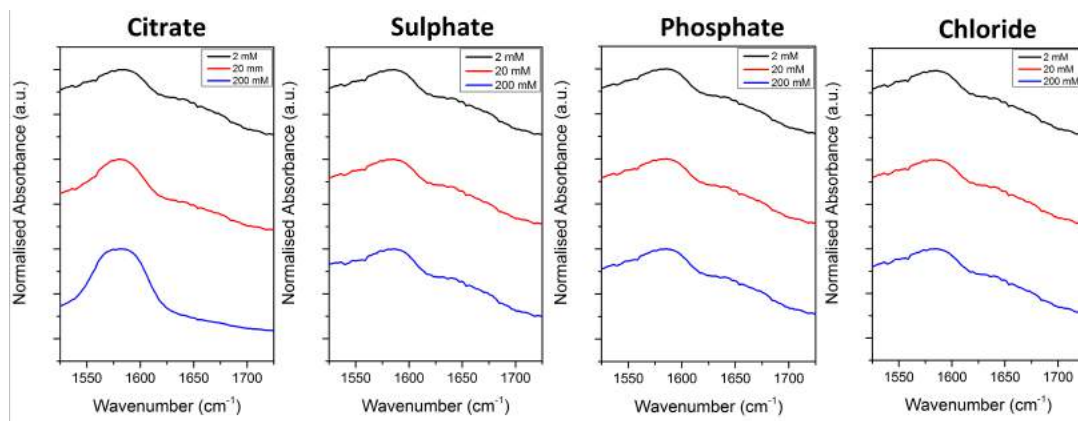 Citrate
Sulphate
Phosphate
Chloride
2 mM
20 mm
200 mM
2 mM
20 mM
200 mM
2 mM
20 mM
200 mM
2 mM
20 mM
200 mM
Normalised Absorbance (a.u.)
Normalised Absorbance (a.u.)
Normalised Absorbance (a.u.)
Normalised Absorbance (a.u.)
1550 1600 1650 1700
1550 1600 1650 1700
1550 1600 1650 1700
1550 1600 1650 1700
Wavenumber (cm⁻¹)
Wavenumber (cm⁻¹)
Wavenumber (cm⁻¹)
Wavenumber (cm⁻¹)